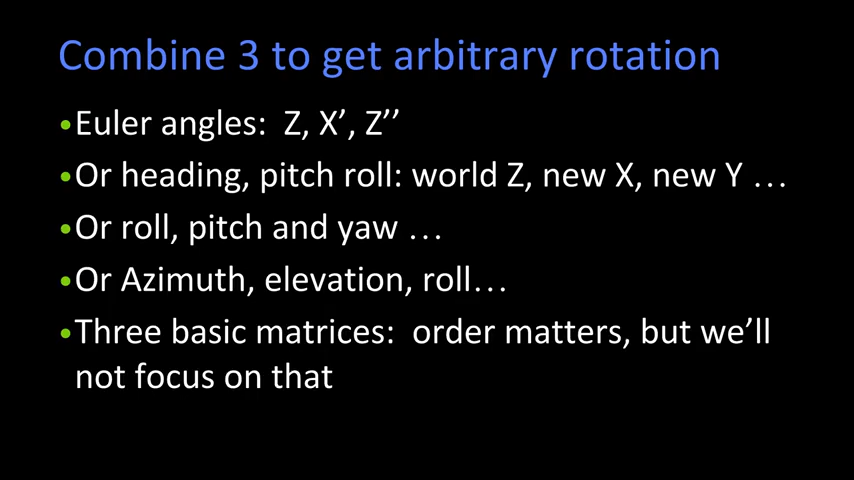 Combine 3 to get arbitrary rotation
•Euler angles:  Z, X’, Z’’
•Or heading, pitch roll: world Z, new X, new Y …
•Or roll, pitch and yaw …
•Or Azimuth, elevation, roll…
•Three basic matrices:  order matters, but we’ll
not focus on that